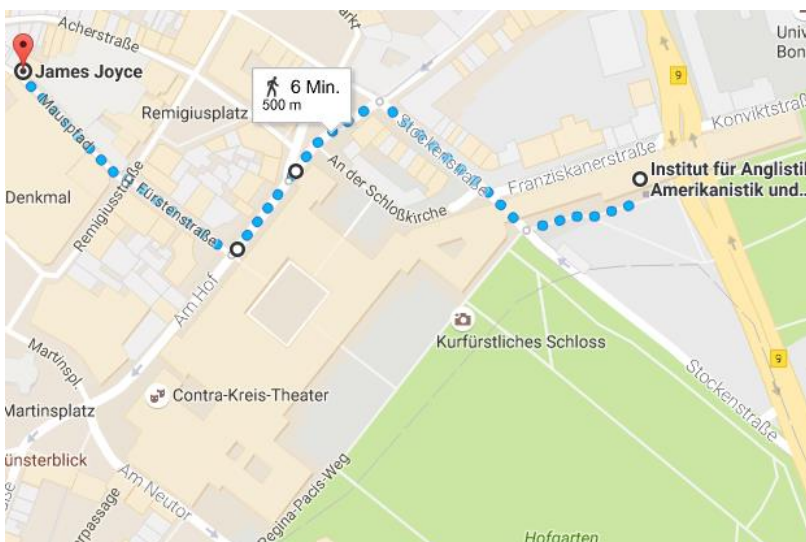 Acherstraße
James Joyce
Mauspfad
6 Min.
500 m
Remigiusplatz
Stockenstraße
9
Univ
Bon
Konviktstraß
An der Schloßkirche
Franziskanerstraße
Institut für Anglistik
Amerikanistik und...
Denkmal
Remigiusstraße
Fürstenstraße
Am Hof
Kurfürstliches Schloss
9
Stockenstraße
Martinspl.
Contra-Kreis-Theater
Martinsplatz
ünsterblick
Am Neutor
erpassage
Regina-Pacis-Weg
Hofgarten